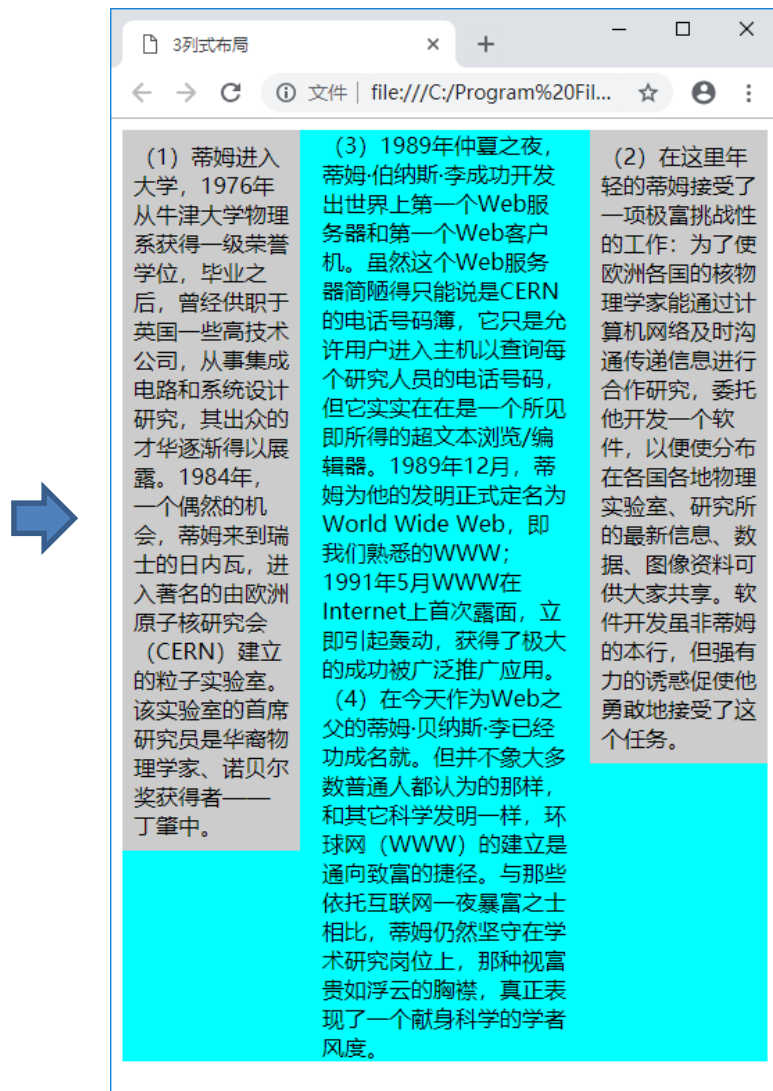 3列式布局
文件 file:///C:/Program%20Fil...
（1）蒂姆进入
大学，1976年
从牛津大学物理
系获得一级荣誉
学位，毕业之
后，曾经供职于
英国一些高技术
公司，从事集成
电路和系统设计
研究，其出众的
才华逐渐得以展
露。1984年，
一个偶然的机
会，蒂姆来到瑞
士的日内瓦，进
入著名的由欧洲
原子核研究会
（CERN）建立
的粒子实验室。
该实验室的首席
研究员是华裔物
理学家、诺贝尔
奖获得者——
丁肇中。
（3）1989年仲夏之夜，
蒂姆·伯纳斯·李成功开发
出世界上第一个Web服
务器和第一个Web客户
机。虽然这个Web服务
器简陋得只能说是CERN
的电话号码簿，它只是允
许用户进入主机以查询每
个研究人员的电话号码，
但它实实在在是一个所见
即所得的超文本浏览/编
辑器。1989年12月，蒂
姆为他的发明正式定名为
World Wide Web，即
我们熟悉的WWW；
1991年5月WWW在
Internet上首次露面，立
即引起轰动，获得了极大
的成功被广泛推广应用。
（4）在今天作为Web之
父的蒂姆·贝纳斯·李已经
功成名就。但并不象大多
数普通人都认为的那样，
和其它科学发明一样，环
球网（WWW）的建立是
通向致富的捷径。与那些
依托互联网一夜暴富之士
相比，蒂姆仍然坚守在学
术研究岗位上，那种视富
贵如浮云的胸襟，真正表
现了一个献身科学的学者
风度。
（2）在这里年
轻的蒂姆接受了
一项极富挑战性
的工作：为了使
欧洲各国的核物
理学家能通过计
算机网络及时沟
通传递信息进行
合作研究，委托
他开发一个软
件，以便使分布
在各国各地物理
实验室、研究所
的最新信息、数
据、图像资料可
供大家共享。软
件开发虽非蒂姆
的本行，但强有
力的诱惑促使他
勇敢地接受了这
个任务。